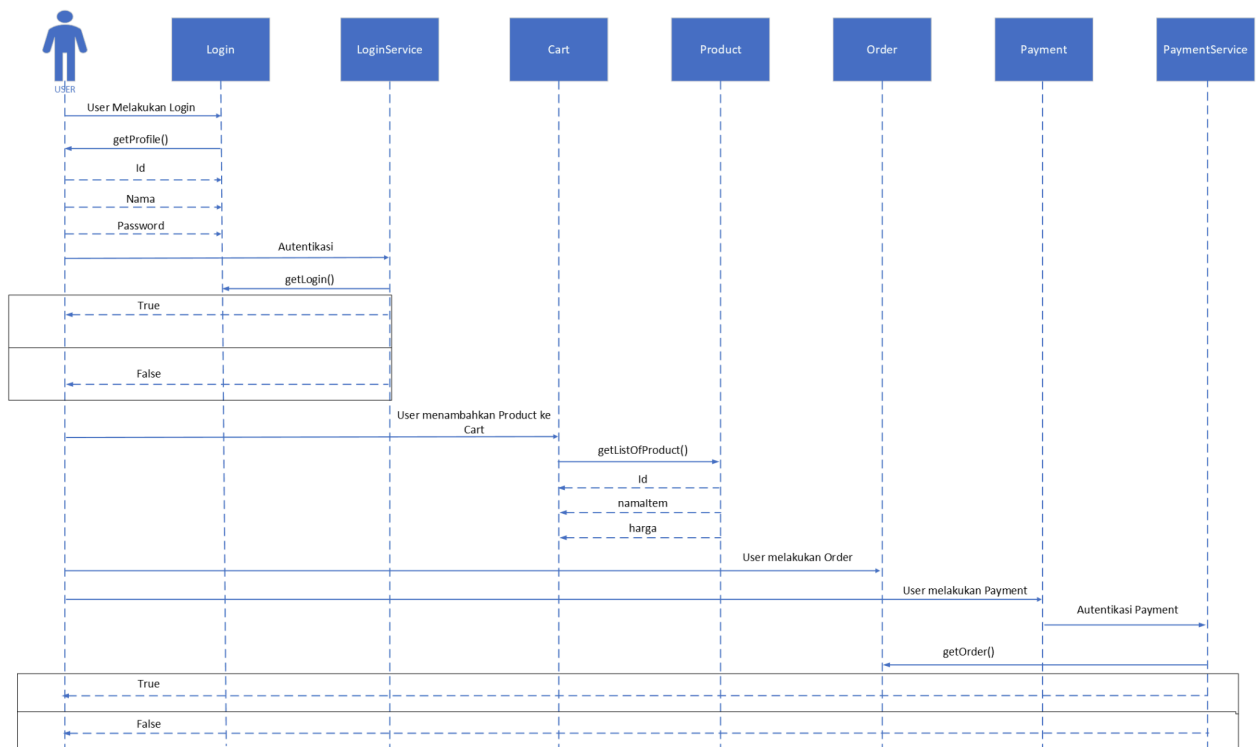 Login
LoginService
Cart
Product
Order
Payment
PaymentService
USER
User Melakukan Login
getProfile()
Id
Nama
Password
Autentikasi
getLogin()
True
False
User menambahkan Product ke
Cart
getListOfProduct()
Id
namaItem
harga
User melakukan Order
User melakukan Payment
Autentikasi Payment
getOrder()
True
False